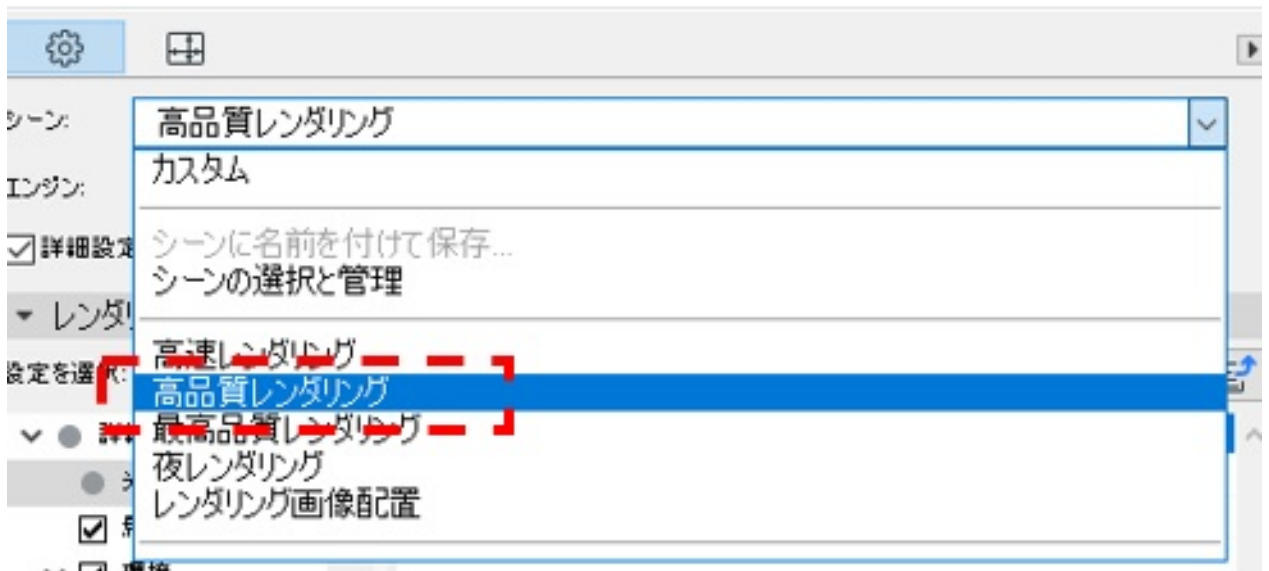 シーン:
高品質レンダリング
カスタム
エンジン:
シーンに名前を付けて保存...
詳細設定
シーンの選択と管理
レンダリ
高速レンダリング
設定を選択:
高品質レンダリング
最高品質レンダリング
夜レンダリング
レンダリング画像配置
環境